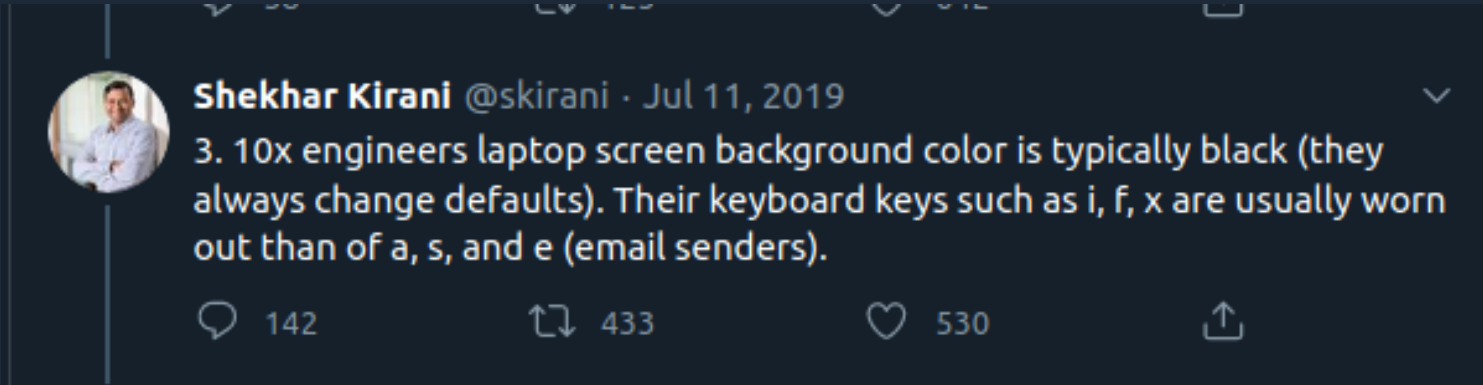 Shekhar Kirani @skirani · Jul 11, 2019
3. 10x engineers laptop screen background color is typically black (they
always change defaults). Their keyboard keys such as i, f, x are usually worn
out than of a, s, and e (email senders).
142 433 530